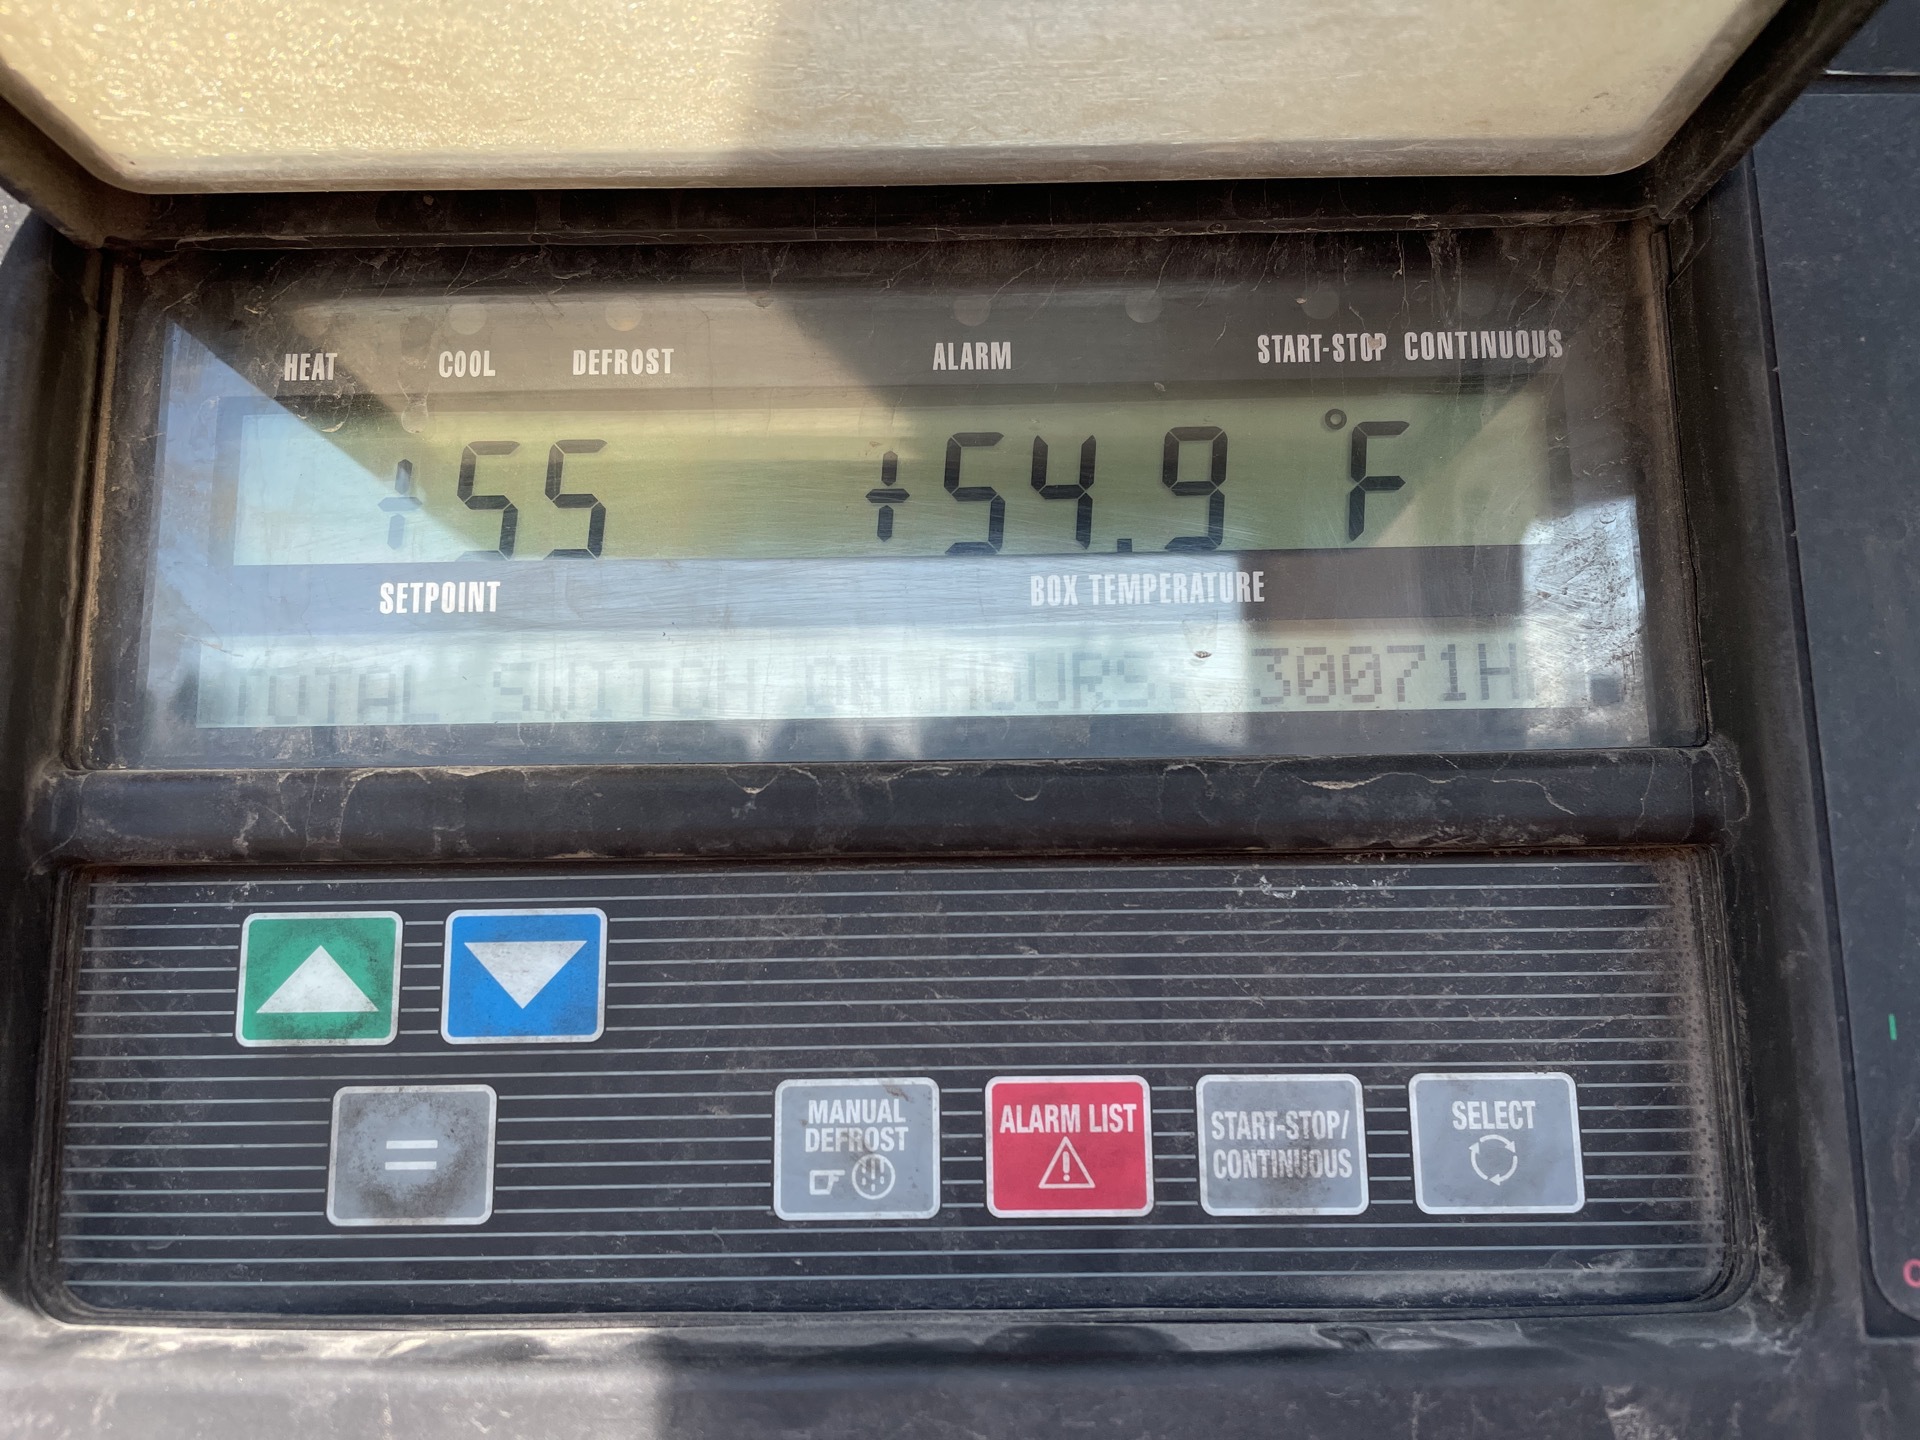 HEAT COOL DEFROST ALARM START-STOP CONTINUOUS
+55 +54.9 °F
SETPOINT BOX TEMPERATURE
TOTAL SWITCH ON HOURS: 30071H
=
MANUAL DEFROST
ALARM LIST
START-STOP/
CONTINUOUS
SELECT